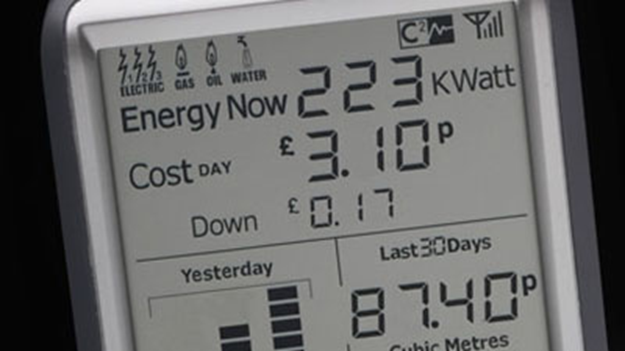 C²
1 2 3
ELECTRIC GAS OIL WATER
Energy Now 223 KWatt
Cost DAY £ 3.10 p
Down £ 0.17
Yesterday
Last 30 Days
87.40 p
Cubic Metres